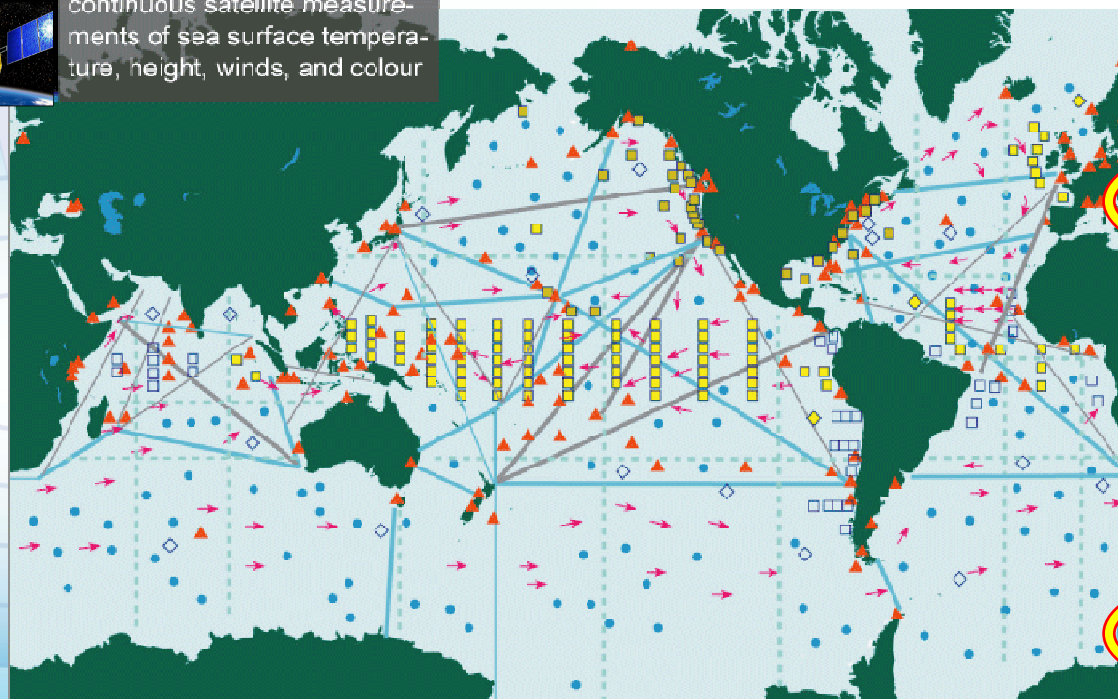 continuous satellite measure-
ments of sea surface tempera-
ture, height, winds, and colour